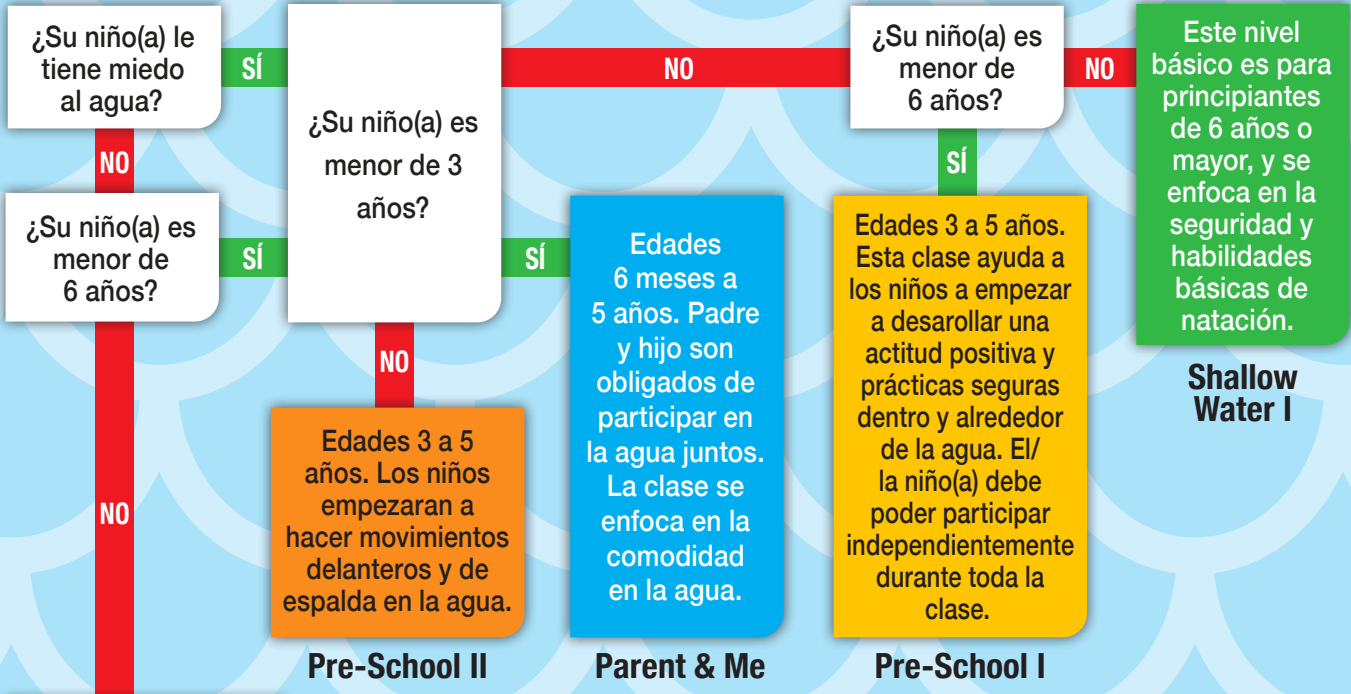 ¿Su niño(a) le
tiene miedo
al agua?
SÍ
NO
¿Su niño(a) es
menor de
6 años?
SÍ
NO
¿Su niño(a) es
menor de 3
años?
NO
SÍ
NO
Edades 3 a 5
años. Los niños
empezaran a
hacer movimientos
delanteros y de
espalda en la agua.
Pre-School II
Edades
6 meses a
5 años. Padre
y hijo son
obligados de
participar en
la agua juntos.
La clase se
enfoca en la
comodidad
en la agua.
Parent & Me
¿Su niño(a) es
menor de
6 años?
NO
SÍ
Edades 3 a 5 años.
Esta clase ayuda a
los niños a empezar
a desarollar una
actitud positiva y
prácticas seguras
dentro y alrededor
de la agua. El/
la niño(a) debe
poder participar
independientemente
durante toda la
clase.
Pre-School I
Este nivel
básico es para
principiantes
de 6 años o
mayor, y se
enfoca en la
seguridad y
habilidades
básicas de
natación.
Shallow
Water I